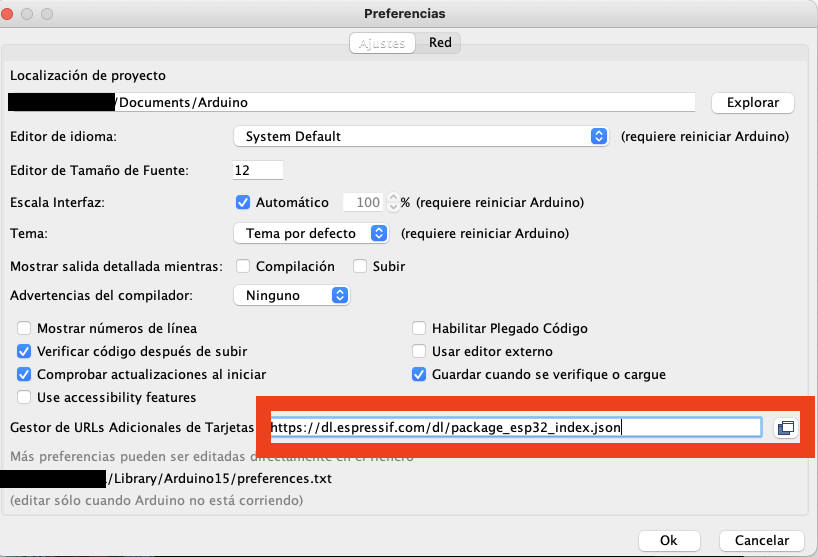 Preferencias
Ajustes Red
Localización de proyecto
/Documents/Arduino Explorar
Editor de idioma: System Default (requiere reiniciar Arduino)
Editor de Tamaño de Fuente: 12
Escala Interfaz: Automático 100 % (requiere reiniciar Arduino)
Tema: Tema por defecto (requiere reiniciar Arduino)
Mostrar salida detallada mientras: Compilación Subir
Advertencias del compilador: Ninguno
Mostrar números de línea Habilitar Plegado Código
Verificar código después de subir Usar editor externo
Comprobar actualizaciones al iniciar Guardar cuando se verifique o cargue
Use accessibility features
Gestor de URLs Adicionales de Tarjetas https://dl.espressif.com/dl/package_esp32_index.json
Más preferencias pueden ser editadas directamente en el fichero
/Library/Arduino15/preferences.txt
(editar sólo cuando Arduino no está corriendo)
Ok Cancelar